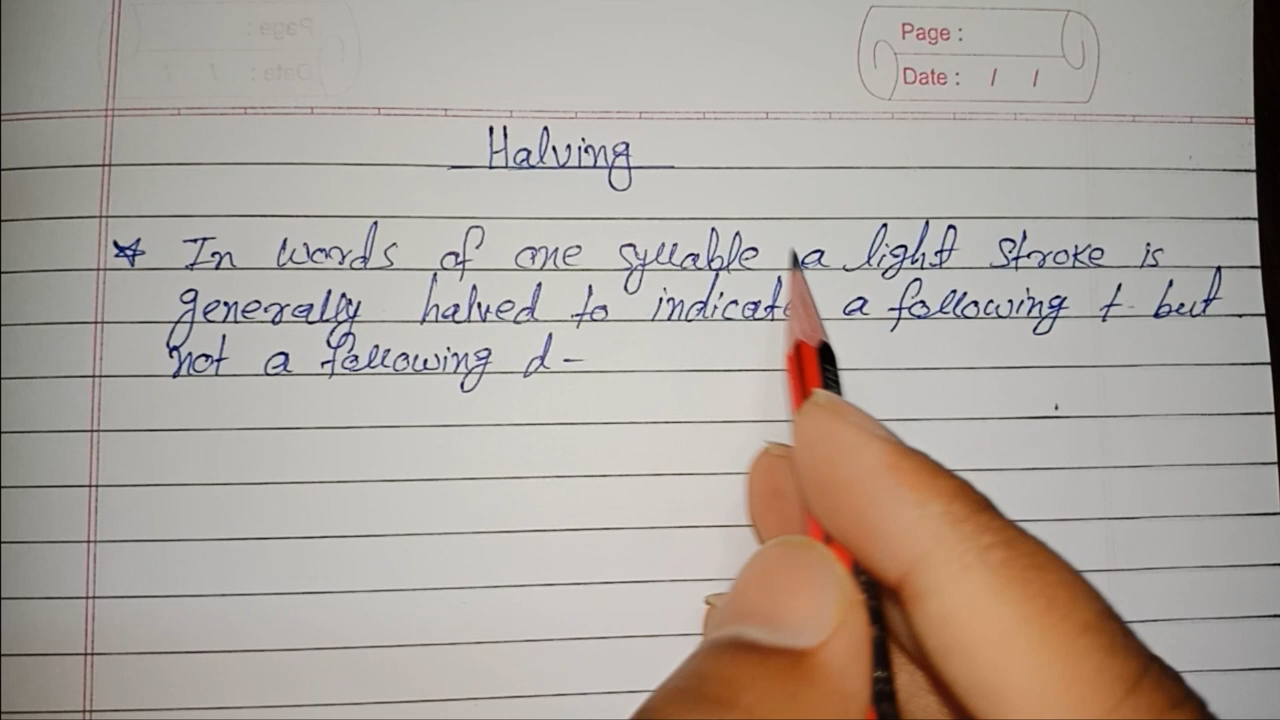 Page :
Date : / /
Halving
☆ In words of one syllable a light stroke is
generally halved to indicate a following t but
not a following d -